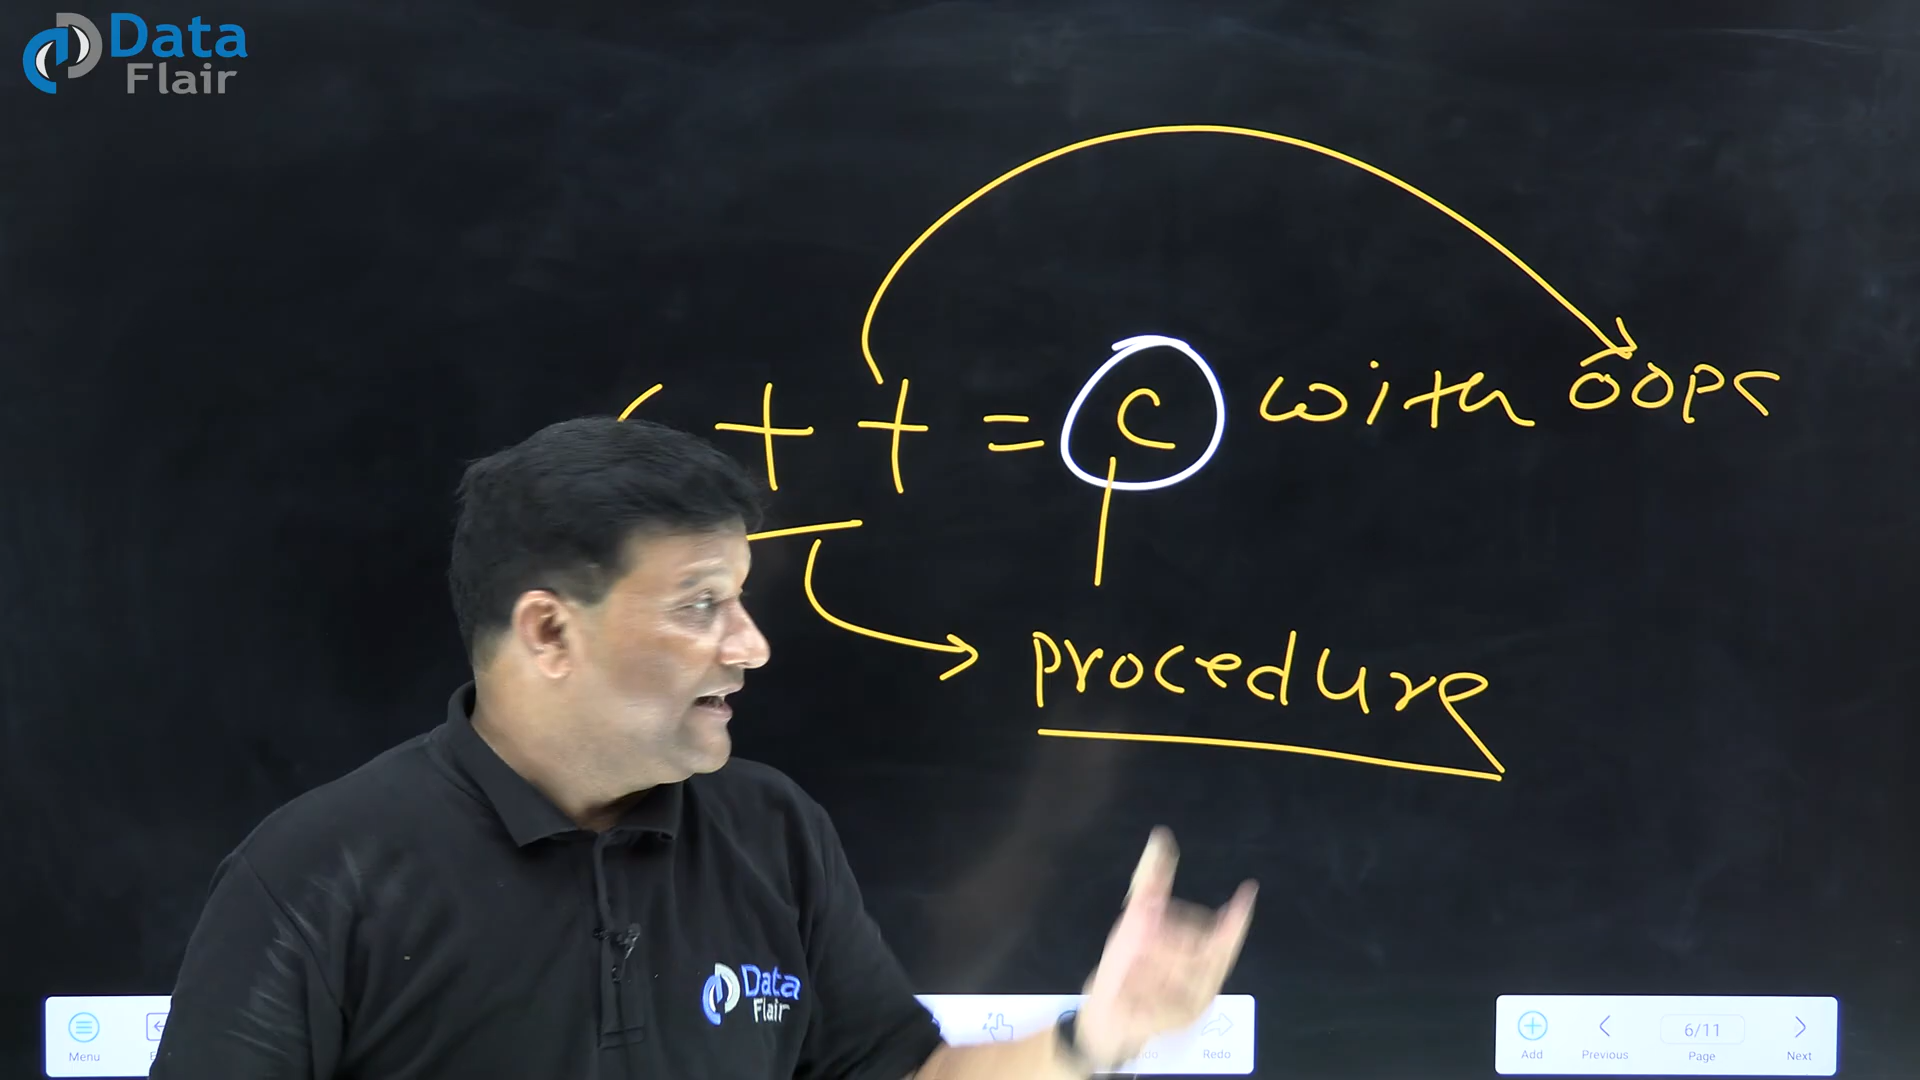 Data
Flair
++ = C with OOPS
procedure
Data
Flair
Menu
Redo
Add
Previous
6/11
Page
Next